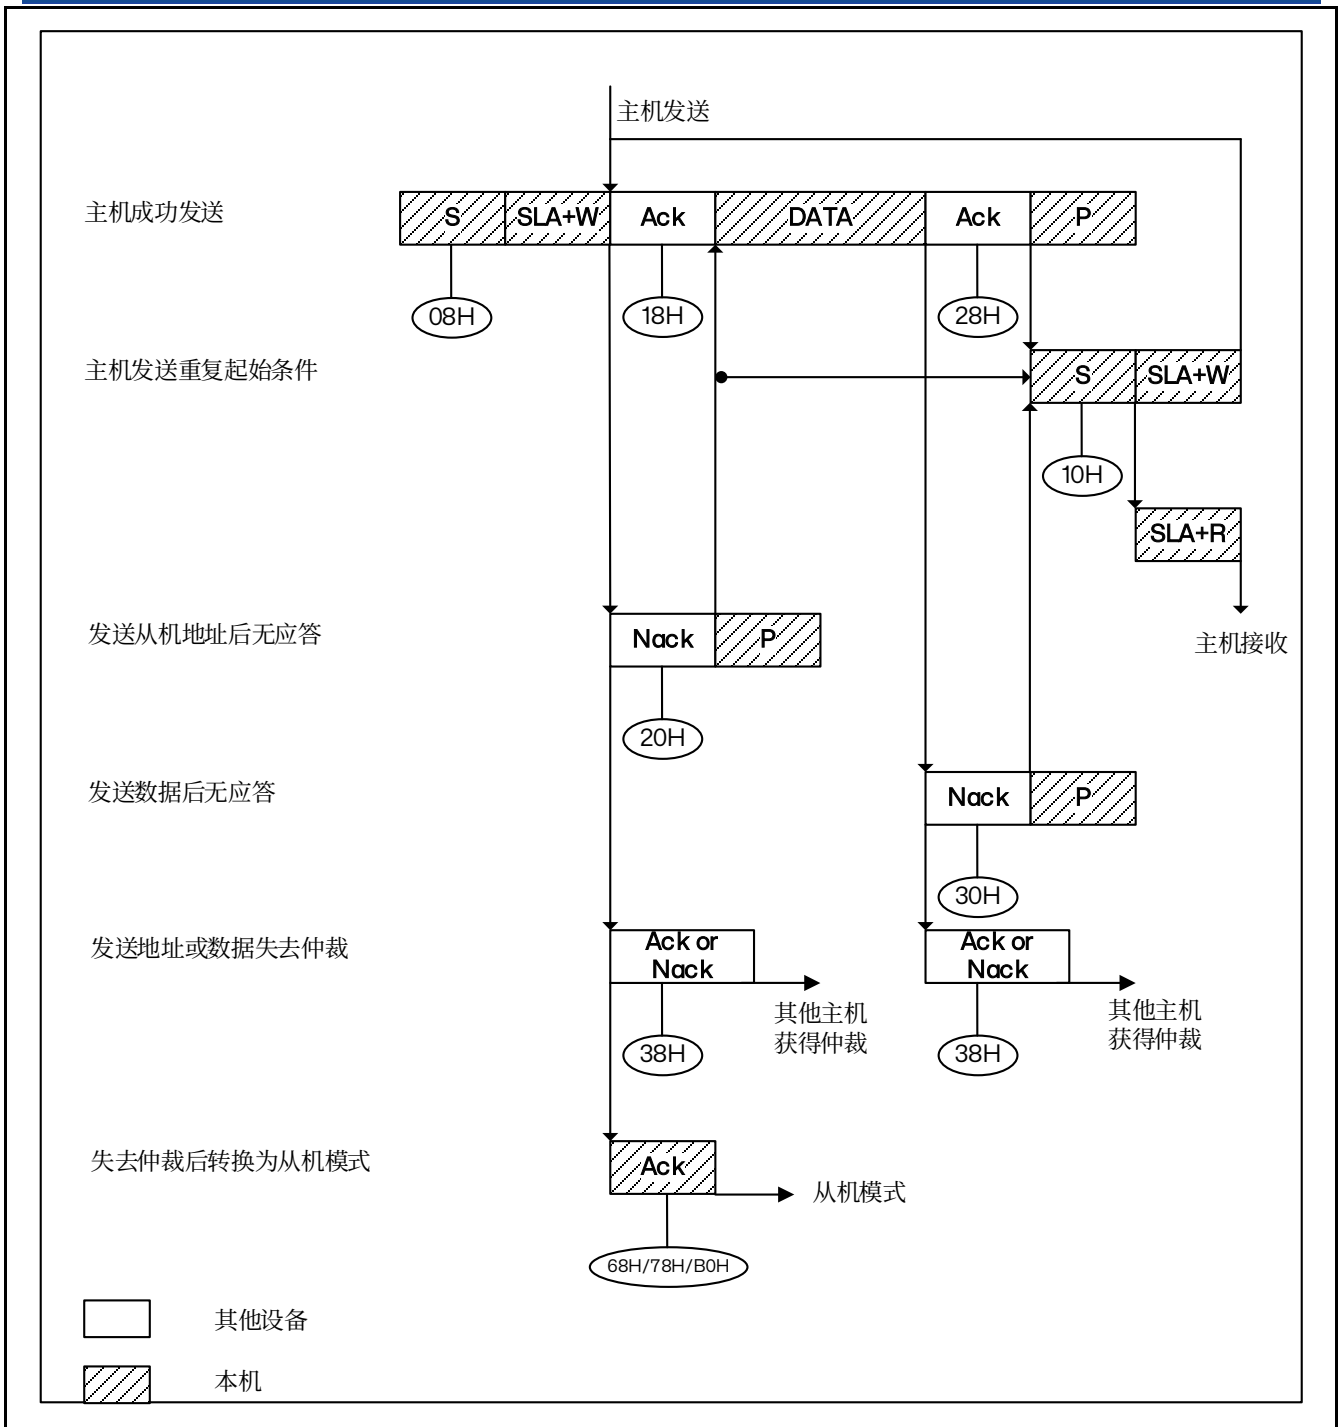 主机发送
主机成功发送
S SLA+W Ack DATA Ack P
08H 18H 28H
主机发送重复起始条件
S SLA+W
10H
SLA+R
发送从机地址后无应答
Nack P
主机接收
20H
发送数据后无应答
Nack P
30H
发送地址或数据失去仲裁
Ack or
Nack
Ack or
Nack
其他主机
获得仲裁
其他主机
获得仲裁
38H 38H
失去仲裁后转换为从机模式
Ack
从机模式
68H/78H/B0H
其他设备
本机